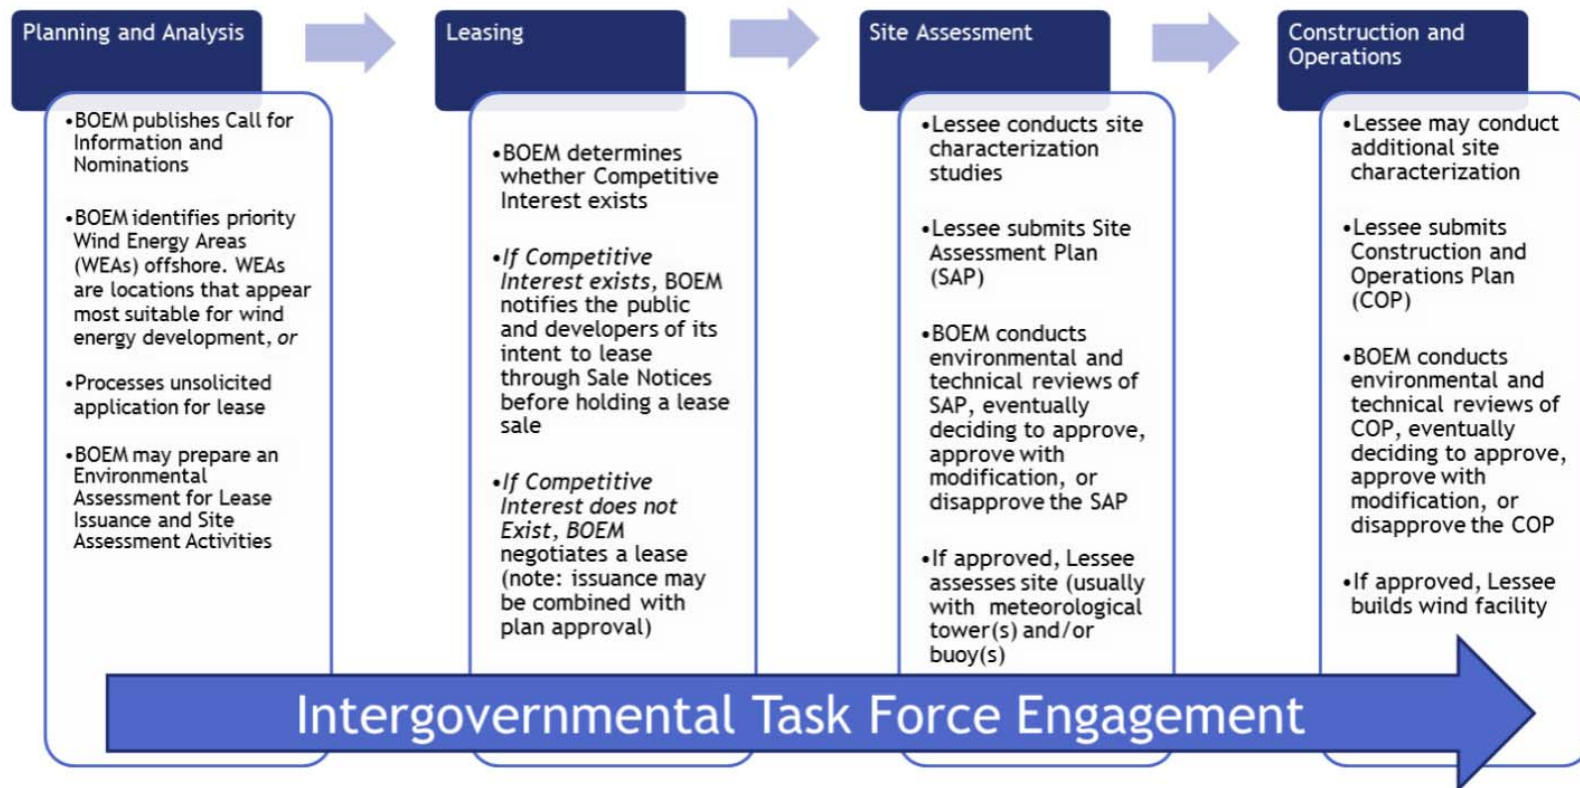 Planning and Analysis
•BOEM publishes Call for
Information and
Nominations
•BOEM identifies priority
Wind Energy Areas
(WEAs) offshore. WEAs
are locations that appear
most suitable for wind
energy development, or
•Processes unsolicited
application for lease
•BOEM may prepare an
Environmental
Assessment for Lease
Issuance and Site
Assessment Activities
Leasing
•BOEM determines
whether Competitive
Interest exists
•If Competitive
Interest exists, BOEM
notifies the public
and developers of its
intent to lease
through Sale Notices
before holding a lease
sale
•If Competitive
Interest does not
Exist, BOEM
negotiates a lease
(note: issuance may
be combined with
plan approval)
Site Assessment
•Lessee conducts site
characterization
studies
•Lessee submits Site
Assessment Plan
(SAP)
•BOEM conducts
environmental and
technical reviews of
SAP, eventually
deciding to approve,
approve with
modification, or
disapprove the SAP
•If approved, Lessee
assesses site (usually
with meteorological
tower(s) and/or
buoy(s)
Construction and
Operations
•Lessee may conduct
additional site
characterization
•Lessee submits
Construction and
Operations Plan
(COP)
•BOEM conducts
environmental and
technical reviews of
COP, eventually
deciding to approve,
approve with
modification, or
disapprove the COP
•If approved, Lessee
builds wind facility
Intergovernmental Task Force Engagement